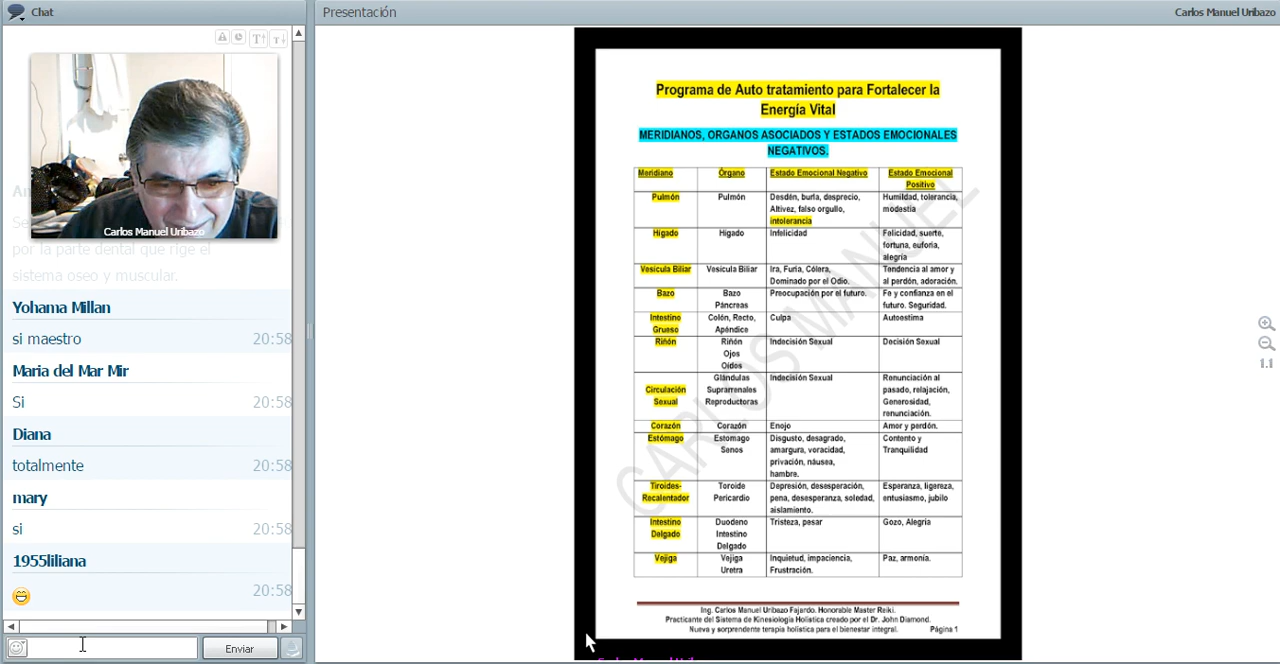 Chat
Carlos Manuel Uribazo
por la parte dental que rige el
sistema oseo y muscular.
Yohama Millan
si maestro 20:58
Maria del Mar Mir
Si 20:58
Diana
totalmente 20:58
mary
si 20:58
1955liliana
20:58
Enviar
Presentación
Carlos Manuel Uribazo
Programa de Auto tratamiento para Fortalecer la
Energía Vital
MERIDIANOS, ORGANOS ASOCIADOS Y ESTADOS EMOCIONALES
NEGATIVOS.
Meridiano Órgano Estado Emocional Negativo Estado Emocional
Positivo
Pulmón Pulmón Desdén, burla, desprecio, Humildad, tolerancia,
Altivez, falso orgullo, modestia
intolerancia
Hígado Hígado Infelicidad Felicidad, suerte,
fortuna, euforia,
alegría
Vesícula Biliar Vesícula Biliar Ira, Furia, Cólera, Tendencia al amor y
Dominado por el Odio. al perdón, adoración.
Bazo Bazo Preocupación por el futuro. Fe y confianza en el
Páncreas futuro. Seguridad.
Intestino Colón, Recto, Culpa Autoestima
Grueso Apéndice
Riñón Riñón Indecisión Sexual Decisión Sexual
Ojos
Oídos
Glándulas Indecisión Sexual Renunciación al
Circulación Suprarrenales pasado, relajación,
Sexual Reproductoras Generosidad,
renunciación.
Corazón Corazón Enojo Amor y perdón.
Estómago Estomago Disgusto, desagrado, Contento y
Senos amargura, voracidad, Tranquilidad
privación, náusea,
hambre.
Tiroides- Toroide Depresión, desesperación, Esperanza, ligereza,
Recalentador Pericardio pena, desesperanza, soledad, entusiasmo, jubilo
aislamiento.
Intestino Duodeno Tristeza, pesar Gozo, Alegría
Delgado Intestino
Delgado
Vejiga Vejiga Inquietud, impaciencia, Paz, armonía.
Uretra Frustración.
CARLOS MANUEL
Ing. Carlos Manuel Uribazo Fajardo. Honorable Master Reiki.
Practicante del Sistema de Kinesiología Holística creado por el Dr. John Diamond.
Nueva y sorprendente terapia holística para el bienestar integral. Página 1
1.1